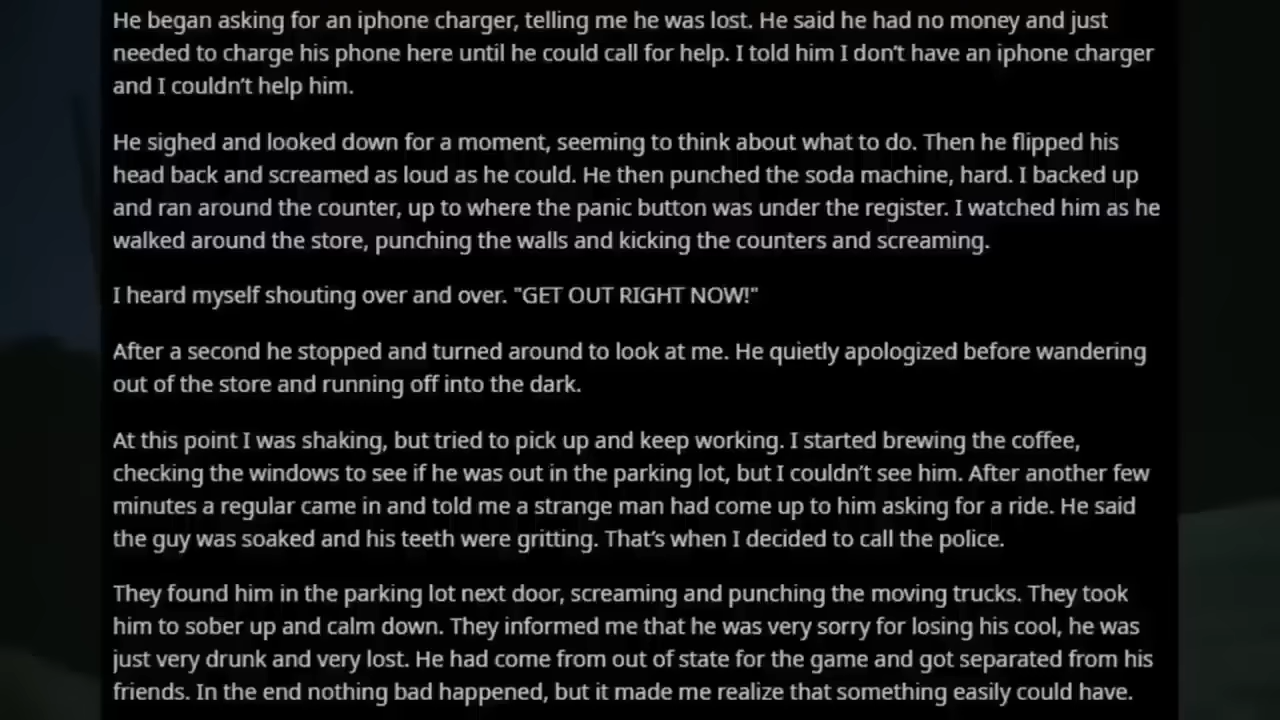 He began asking for an iphone charger, telling me he was lost. He said he had no money and just
needed to charge his phone here until he could call for help. I told him I don’t have an iphone charger
and I couldn’t help him.
He sighed and looked down for a moment, seeming to think about what to do. Then he flipped his
head back and screamed as loud as he could. He then punched the soda machine, hard. I backed up
and ran around the counter, up to where the panic button was under the register. I watched him as he
walked around the store, punching the walls and kicking the counters and screaming.
I heard myself shouting over and over. "GET OUT RIGHT NOW!"
After a second he stopped and turned around to look at me. He quietly apologized before wandering
out of the store and running off into the dark.
At this point I was shaking, but tried to pick up and keep working. I started brewing the coffee,
checking the windows to see if he was out in the parking lot, but I couldn’t see him. After another few
minutes a regular came in and told me a strange man had come up to him asking for a ride. He said
the guy was soaked and his teeth were gritting. That’s when I decided to call the police.
They found him in the parking lot next door, screaming and punching the moving trucks. They took
him to sober up and calm down. They informed me that he was very sorry for losing his cool, he was
just very drunk and very lost. He had come from out of state for the game and got separated from his
friends. In the end nothing bad happened, but it made me realize that something easily could have.